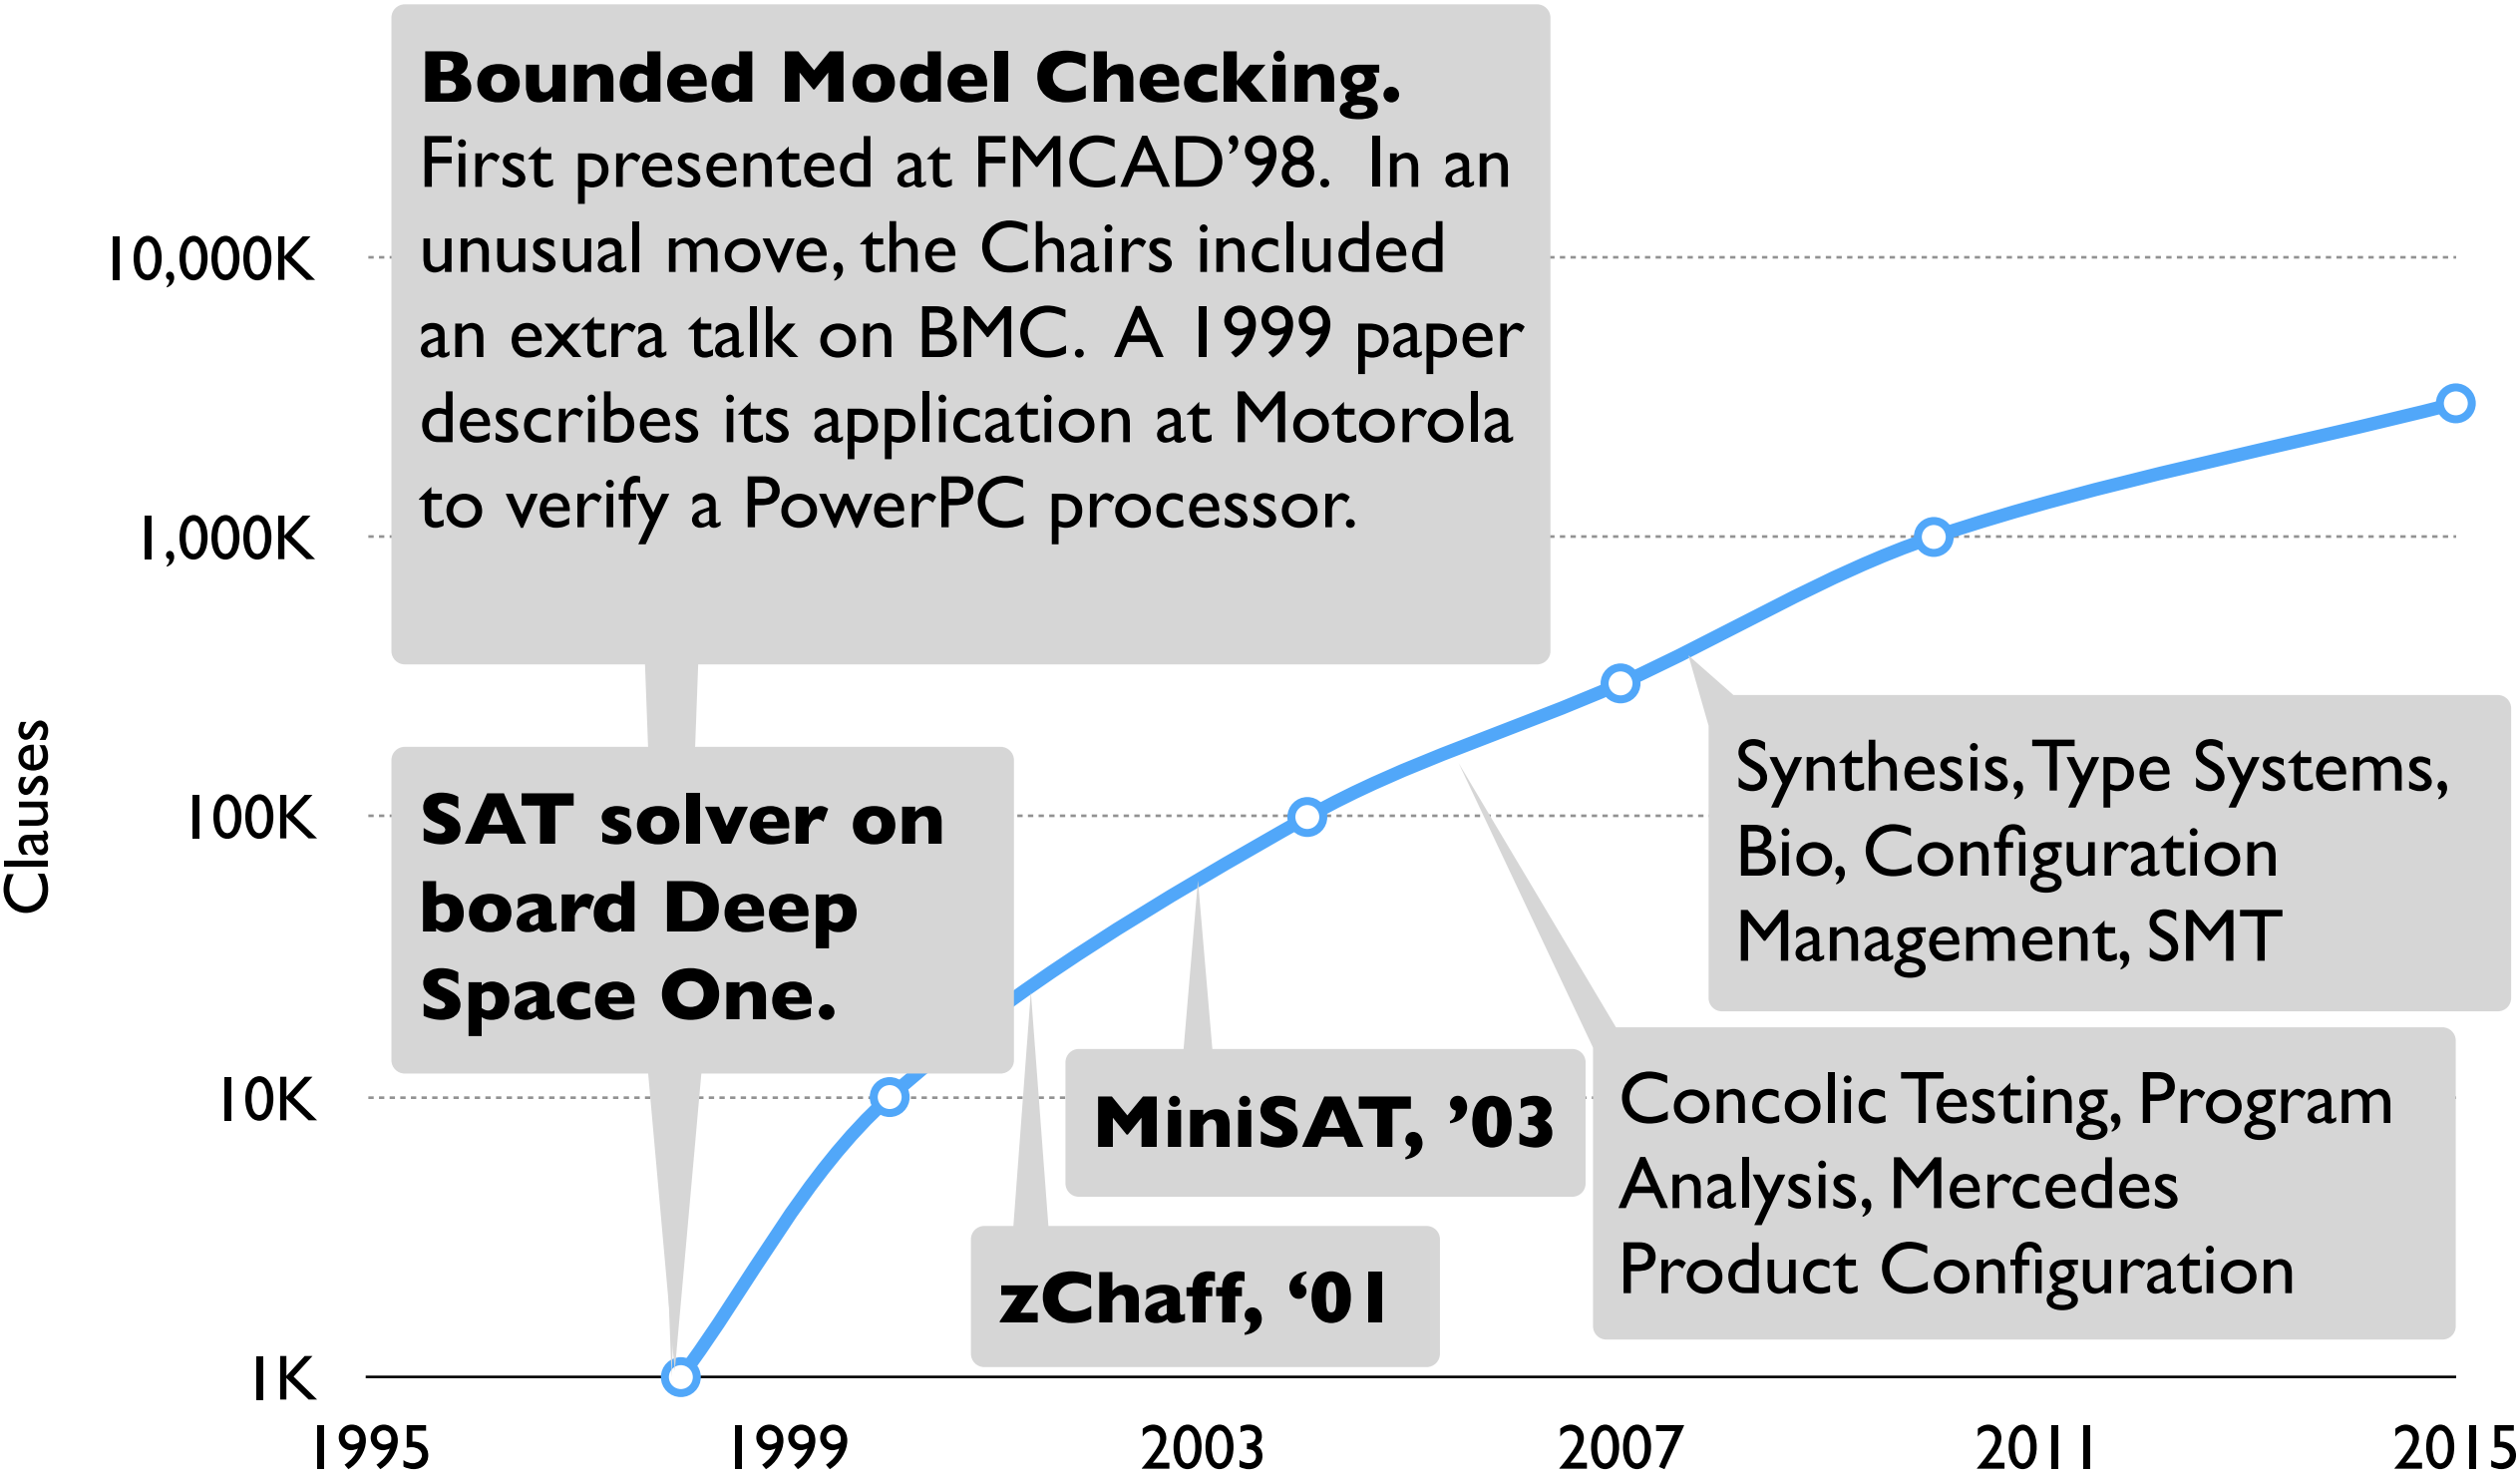 Bounded Model Checking.
First presented at FMCAD’98.  In an
unusual move, the Chairs included
an extra talk on BMC. A 1999 paper
describes its application at Motorola
to verify a PowerPC processor.
10,000K
1,000K
100K
10K
1K
Clauses
SAT solver on
board Deep
Space One.
Synthesis, Type Systems,
Bio, Configuration
Management, SMT
MiniSAT, ’03
Concolic Testing, Program
Analysis, Mercedes
Product Configuration
zChaff, ‘01
1995 1999 2003 2007 2011 2015